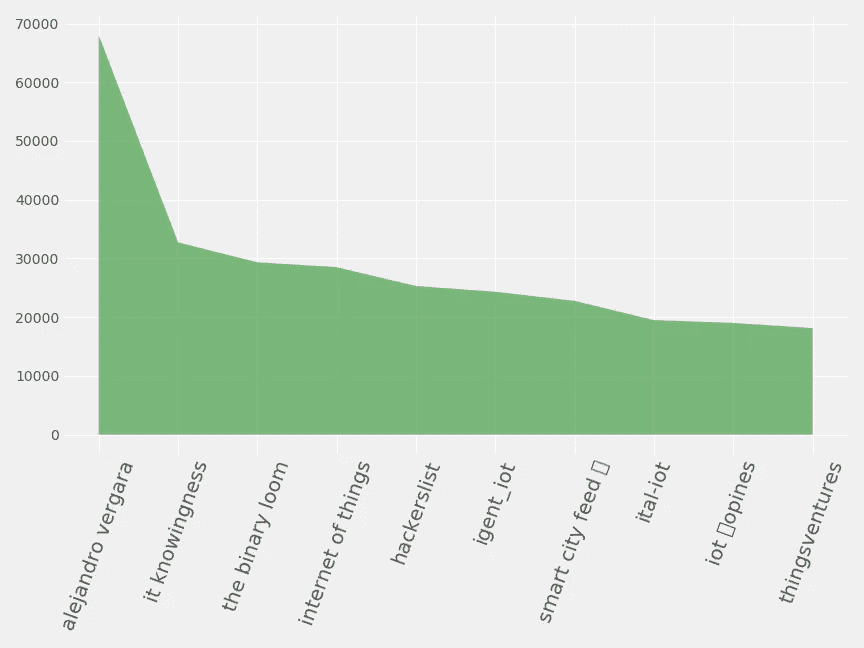 70000
60000
50000
40000
30000
20000
10000
0
alejandro vergara
it knowingness
the binary loom
internet of things
hackerslist
igent_iot
smart city feed ▯
ital-iot
iot ▯opines
thingsventures